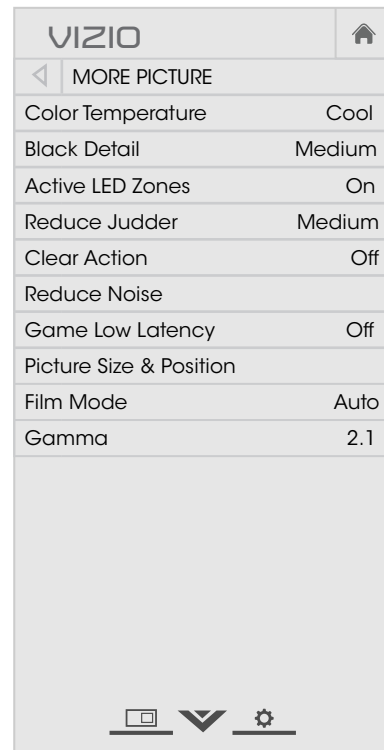 VIZIO
MORE PICTURE
Color Temperature Cool
Black Detail Medium
Active LED Zones On
Reduce Judder Medium
Clear Action Off
Reduce Noise
Game Low Latency Off
Picture Size & Position
Film Mode Auto
Gamma 2.1